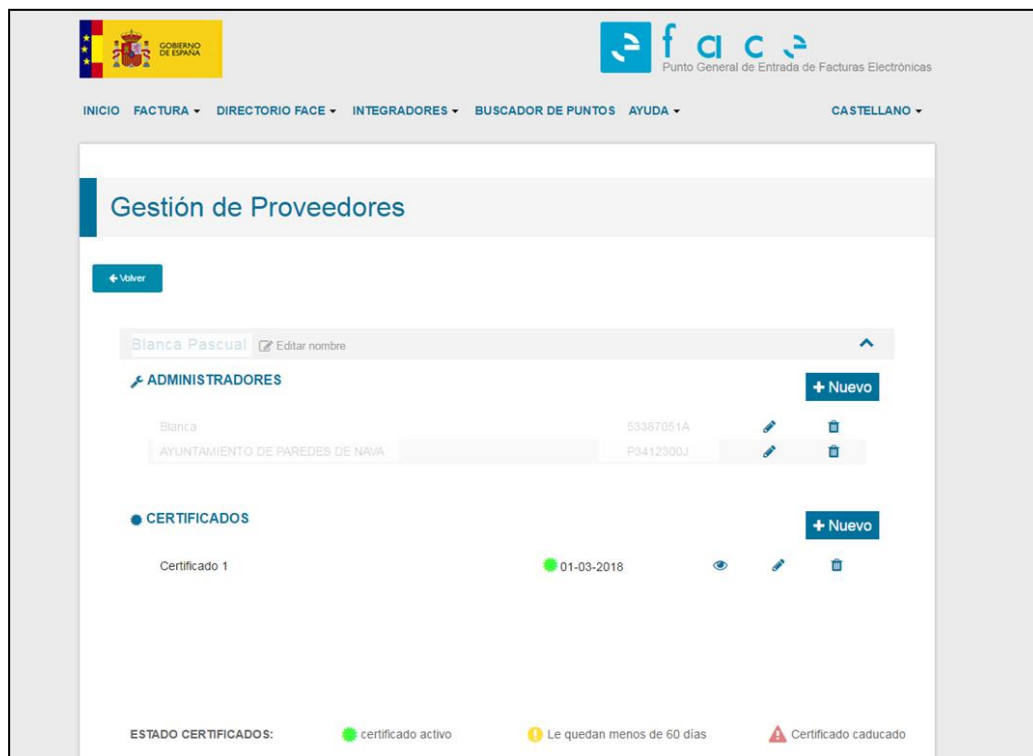 GOBIERNO
DE ESPAÑA
face
Punto General de Entrada de Facturas Electrónicas
INICIO FACTURA DIRECTORIO FACE INTEGRADORES BUSCADOR DE PUNTOS AYUDA CASTELLANO
Gestión de Proveedores
Volver
Blanca Pascual Editar nombre
ADMINISTRADORES + Nuevo
Blanca 53387051A
AYUNTAMIENTO DE PAREDES DE NAVA P3412300J
CERTIFICADOS + Nuevo
Certificado 1 01-03-2018
ESTADO CERTIFICADOS: certificado activo Le quedan menos de 60 días Certificado caducado